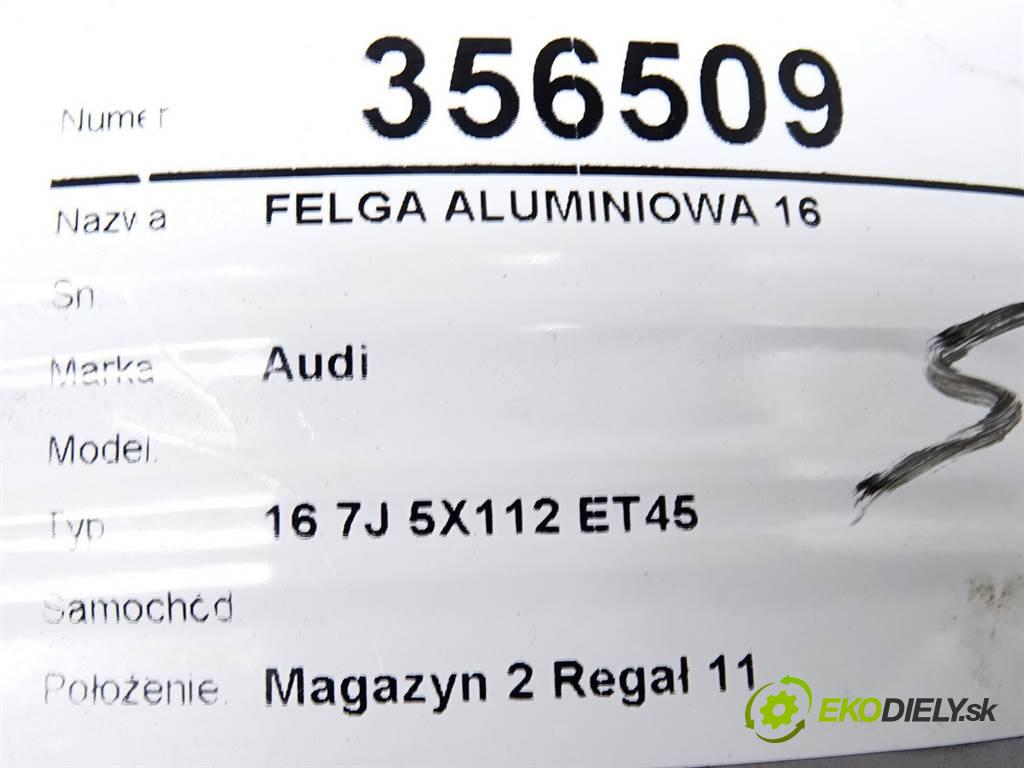 Numer 356509
Nazwa FELGA ALUMINIOWA 16
Sn.
Marka Audi
Model.
Typ 16 7J 5X112 ET45
Samochód
Położenie. Magazyn 2 Regał 11
EKODIELY.sk